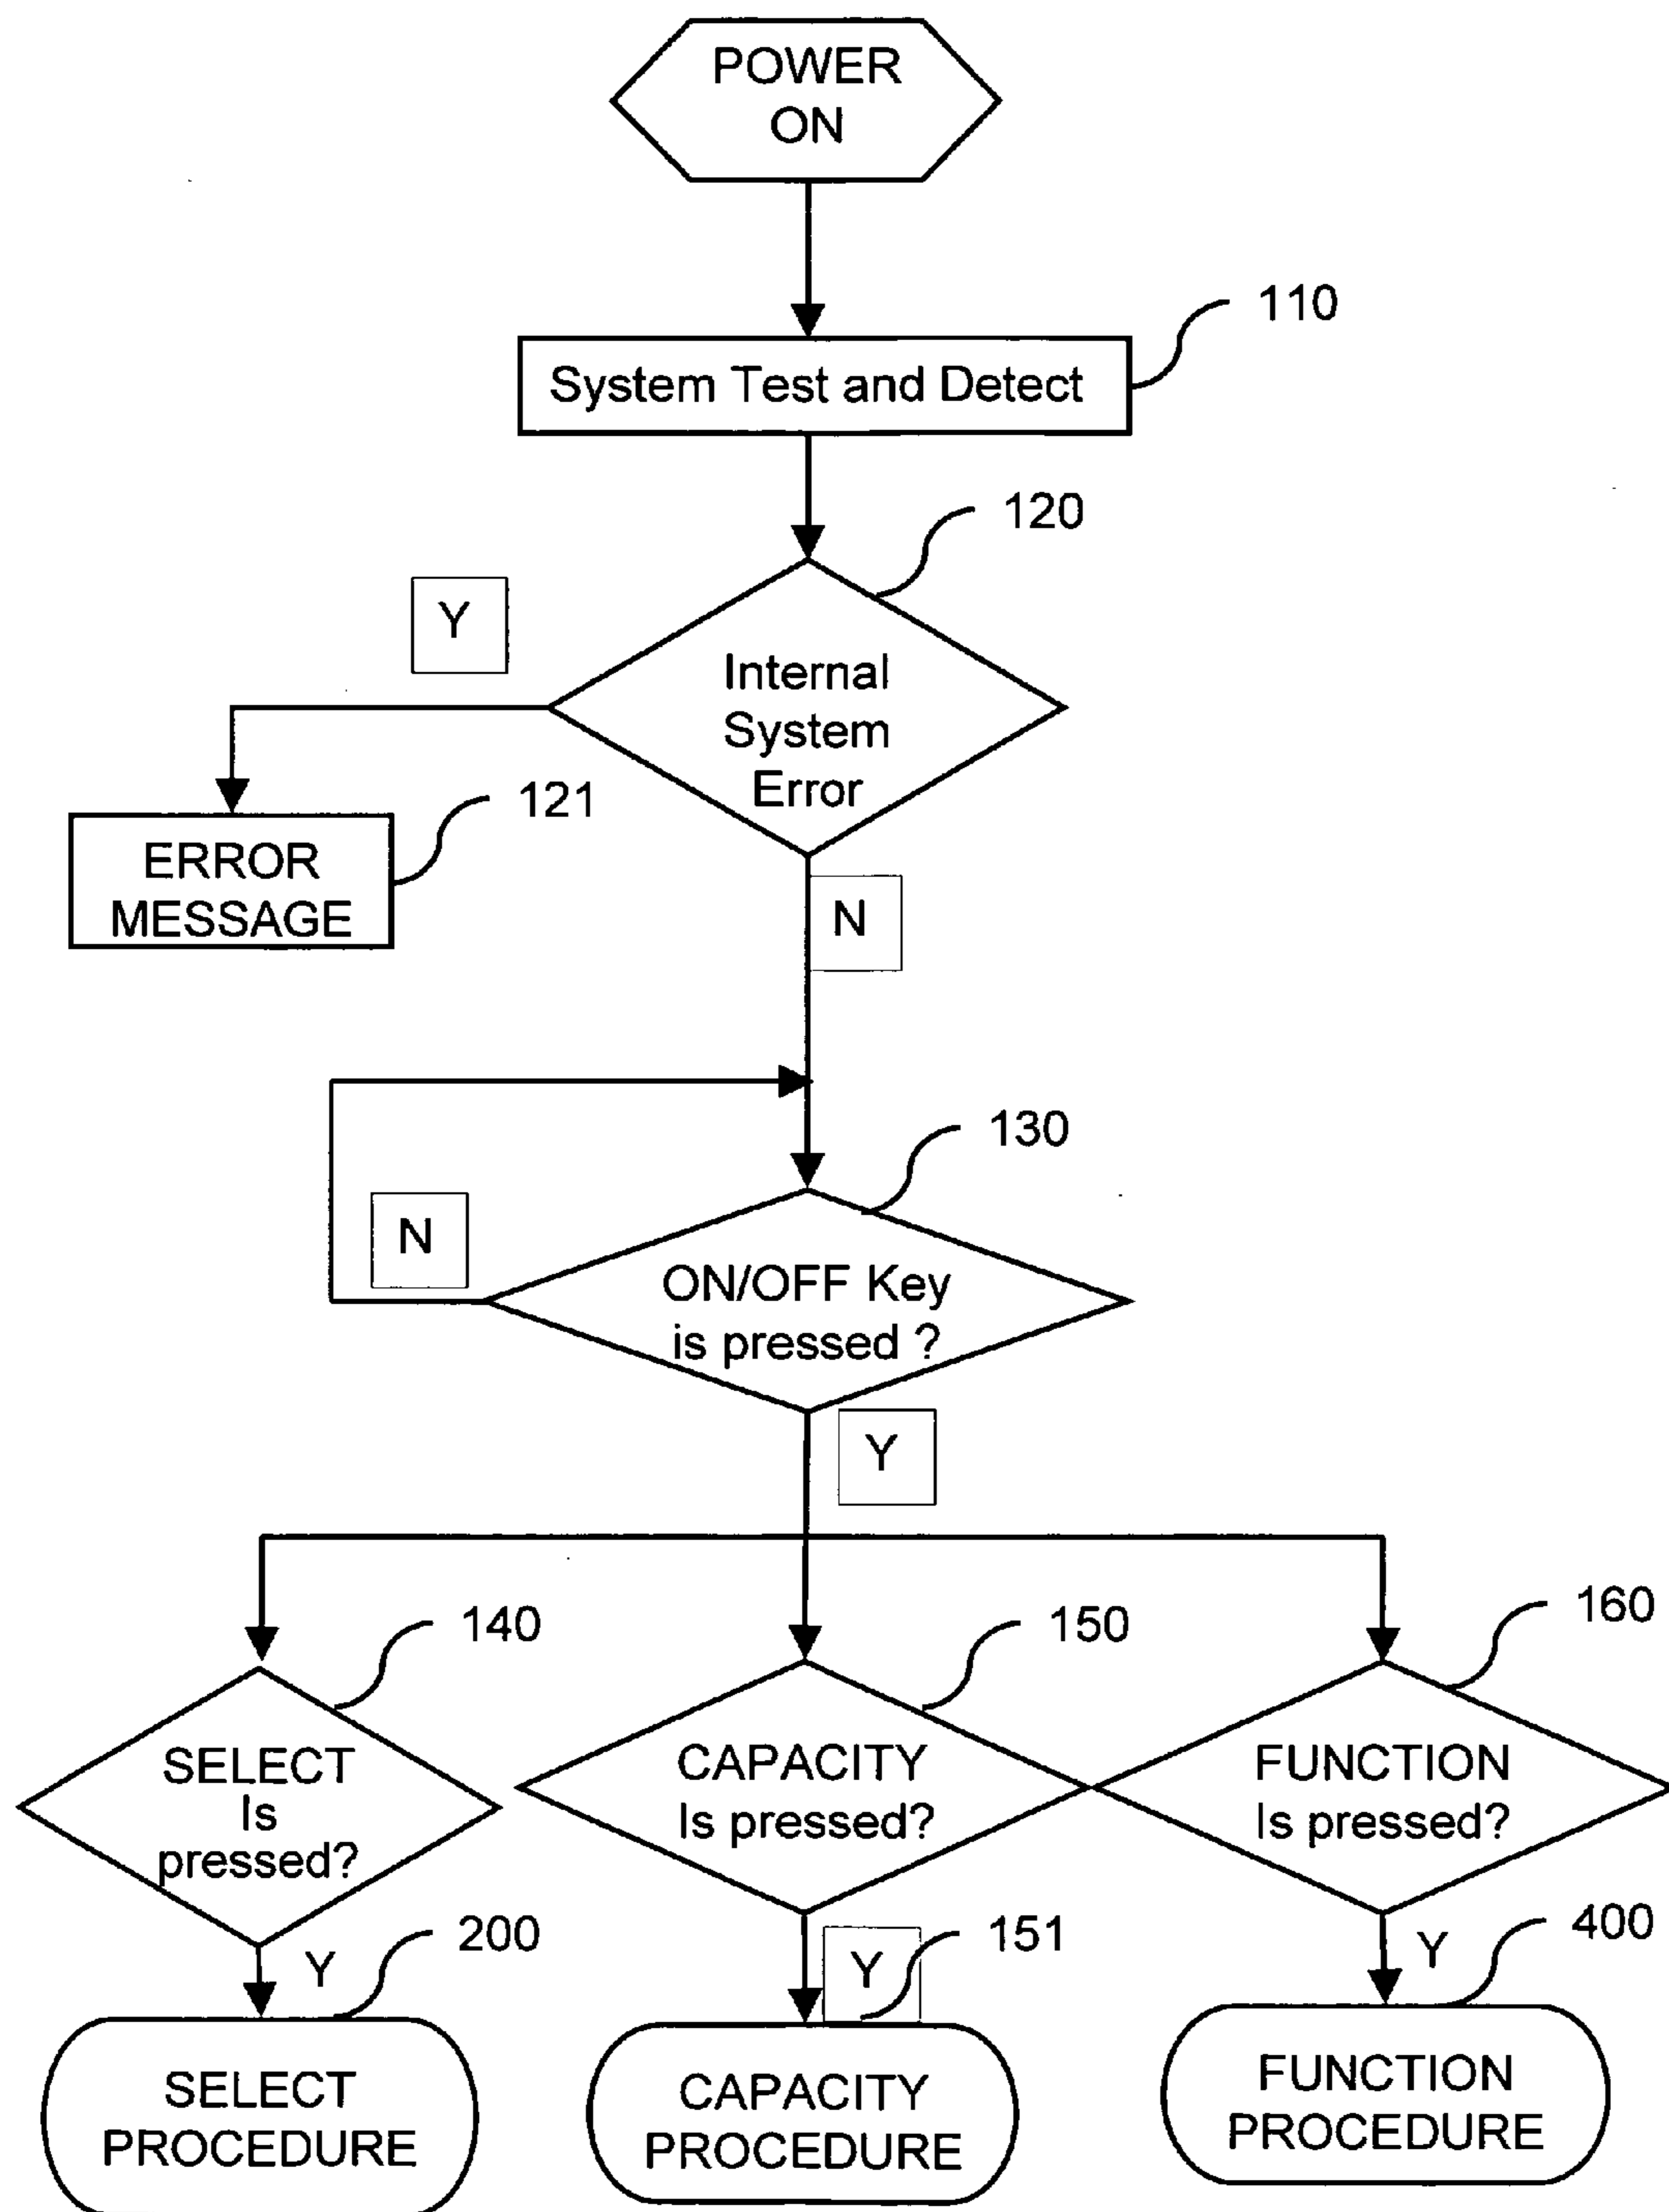 POWER
ON
110
System Test and Detect
120
Y
Internal
System
Error
121
ERROR
MESSAGE
N
130
N
ON/OFF Key
is pressed ?
Y
140
150
160
SELECT
Is
pressed?
CAPACITY
Is pressed?
FUNCTION
Is pressed?
Y
200
Y
151
Y
400
SELECT
PROCEDURE
CAPACITY
PROCEDURE
FUNCTION
PROCEDURE